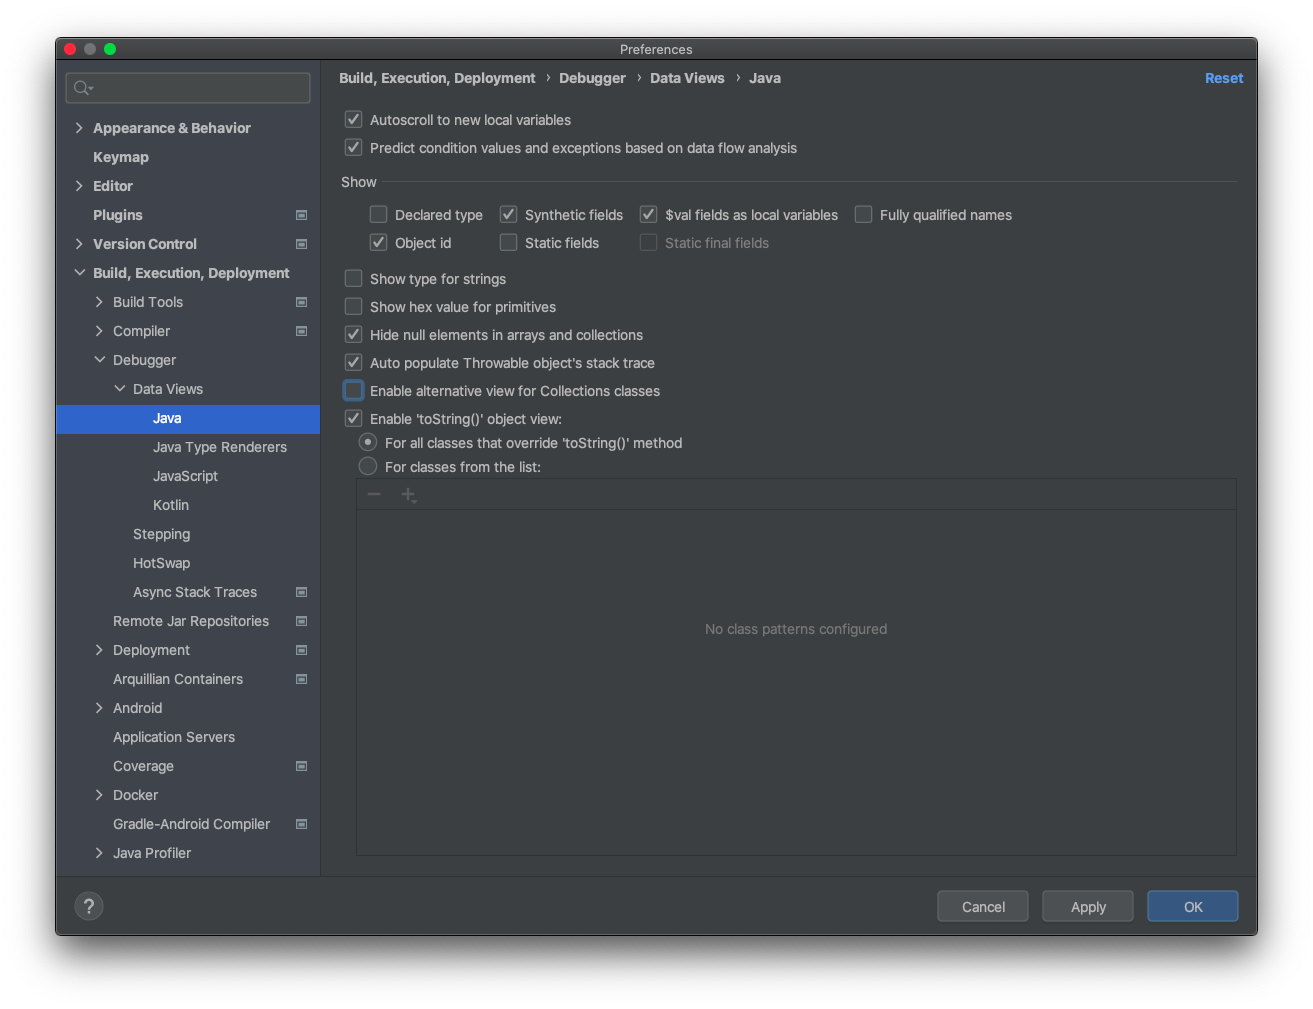 Preferences
Appearance & Behavior
Keymap
Editor
Plugins
Version Control
Build, Execution, Deployment
Build Tools
Compiler
Debugger
Data Views
Java
Java Type Renderers
JavaScript
Kotlin
Stepping
HotSwap
Async Stack Traces
Remote Jar Repositories
Deployment
Arquillian Containers
Android
Application Servers
Coverage
Docker
Gradle-Android Compiler
Java Profiler
Build, Execution, Deployment › Debugger › Data Views › Java
Reset
Autoscroll to new local variables
Predict condition values and exceptions based on data flow analysis
Show
Declared type Synthetic fields $val fields as local variables Fully qualified names
Object id Static fields Static final fields
Show type for strings
Show hex value for primitives
Hide null elements in arrays and collections
Auto populate Throwable object's stack trace
Enable alternative view for Collections classes
Enable 'toString()' object view:
For all classes that override 'toString()' method
For classes from the list:
No class patterns configured
?
Cancel Apply OK